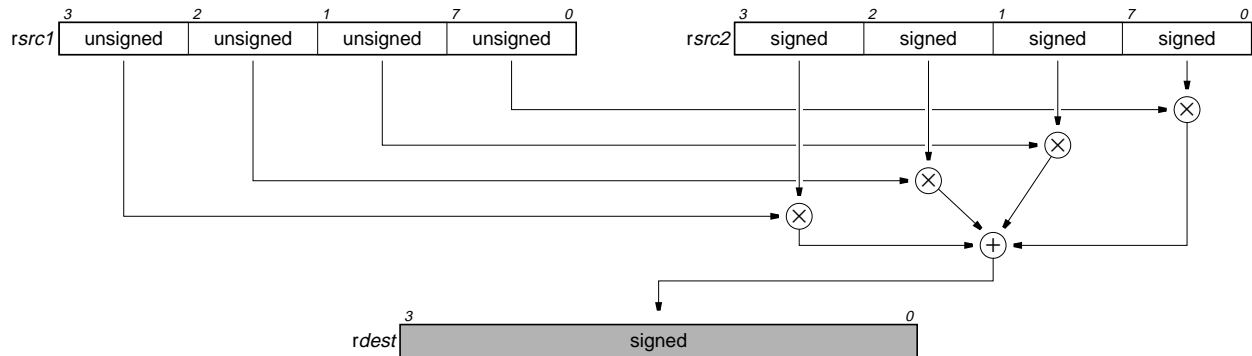 3 2 1 7 0 3 2 1 7 0
rsrc1 unsigned unsigned unsigned unsigned rsrc2 signed signed signed signed
× 
×
×
×
+
3 0
rdest signed